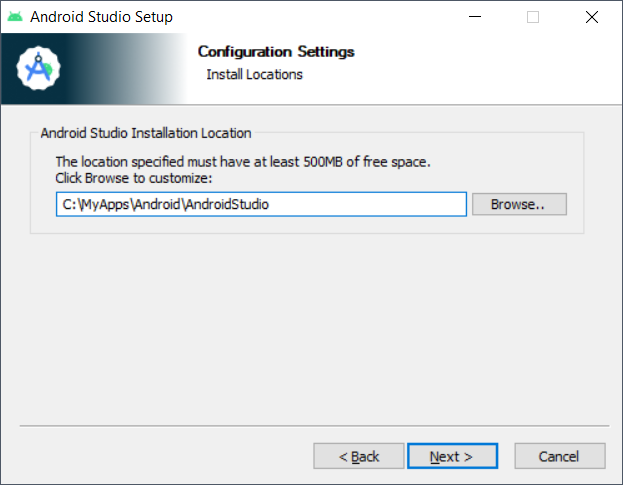 Android Studio Setup
Configuration Settings
Install Locations
Android Studio Installation Location
The location specified must have at least 500MB of free space.
Click Browse to customize:
C:\MyApps\Android\AndroidStudio
Browse..
< Back
Next >
Cancel